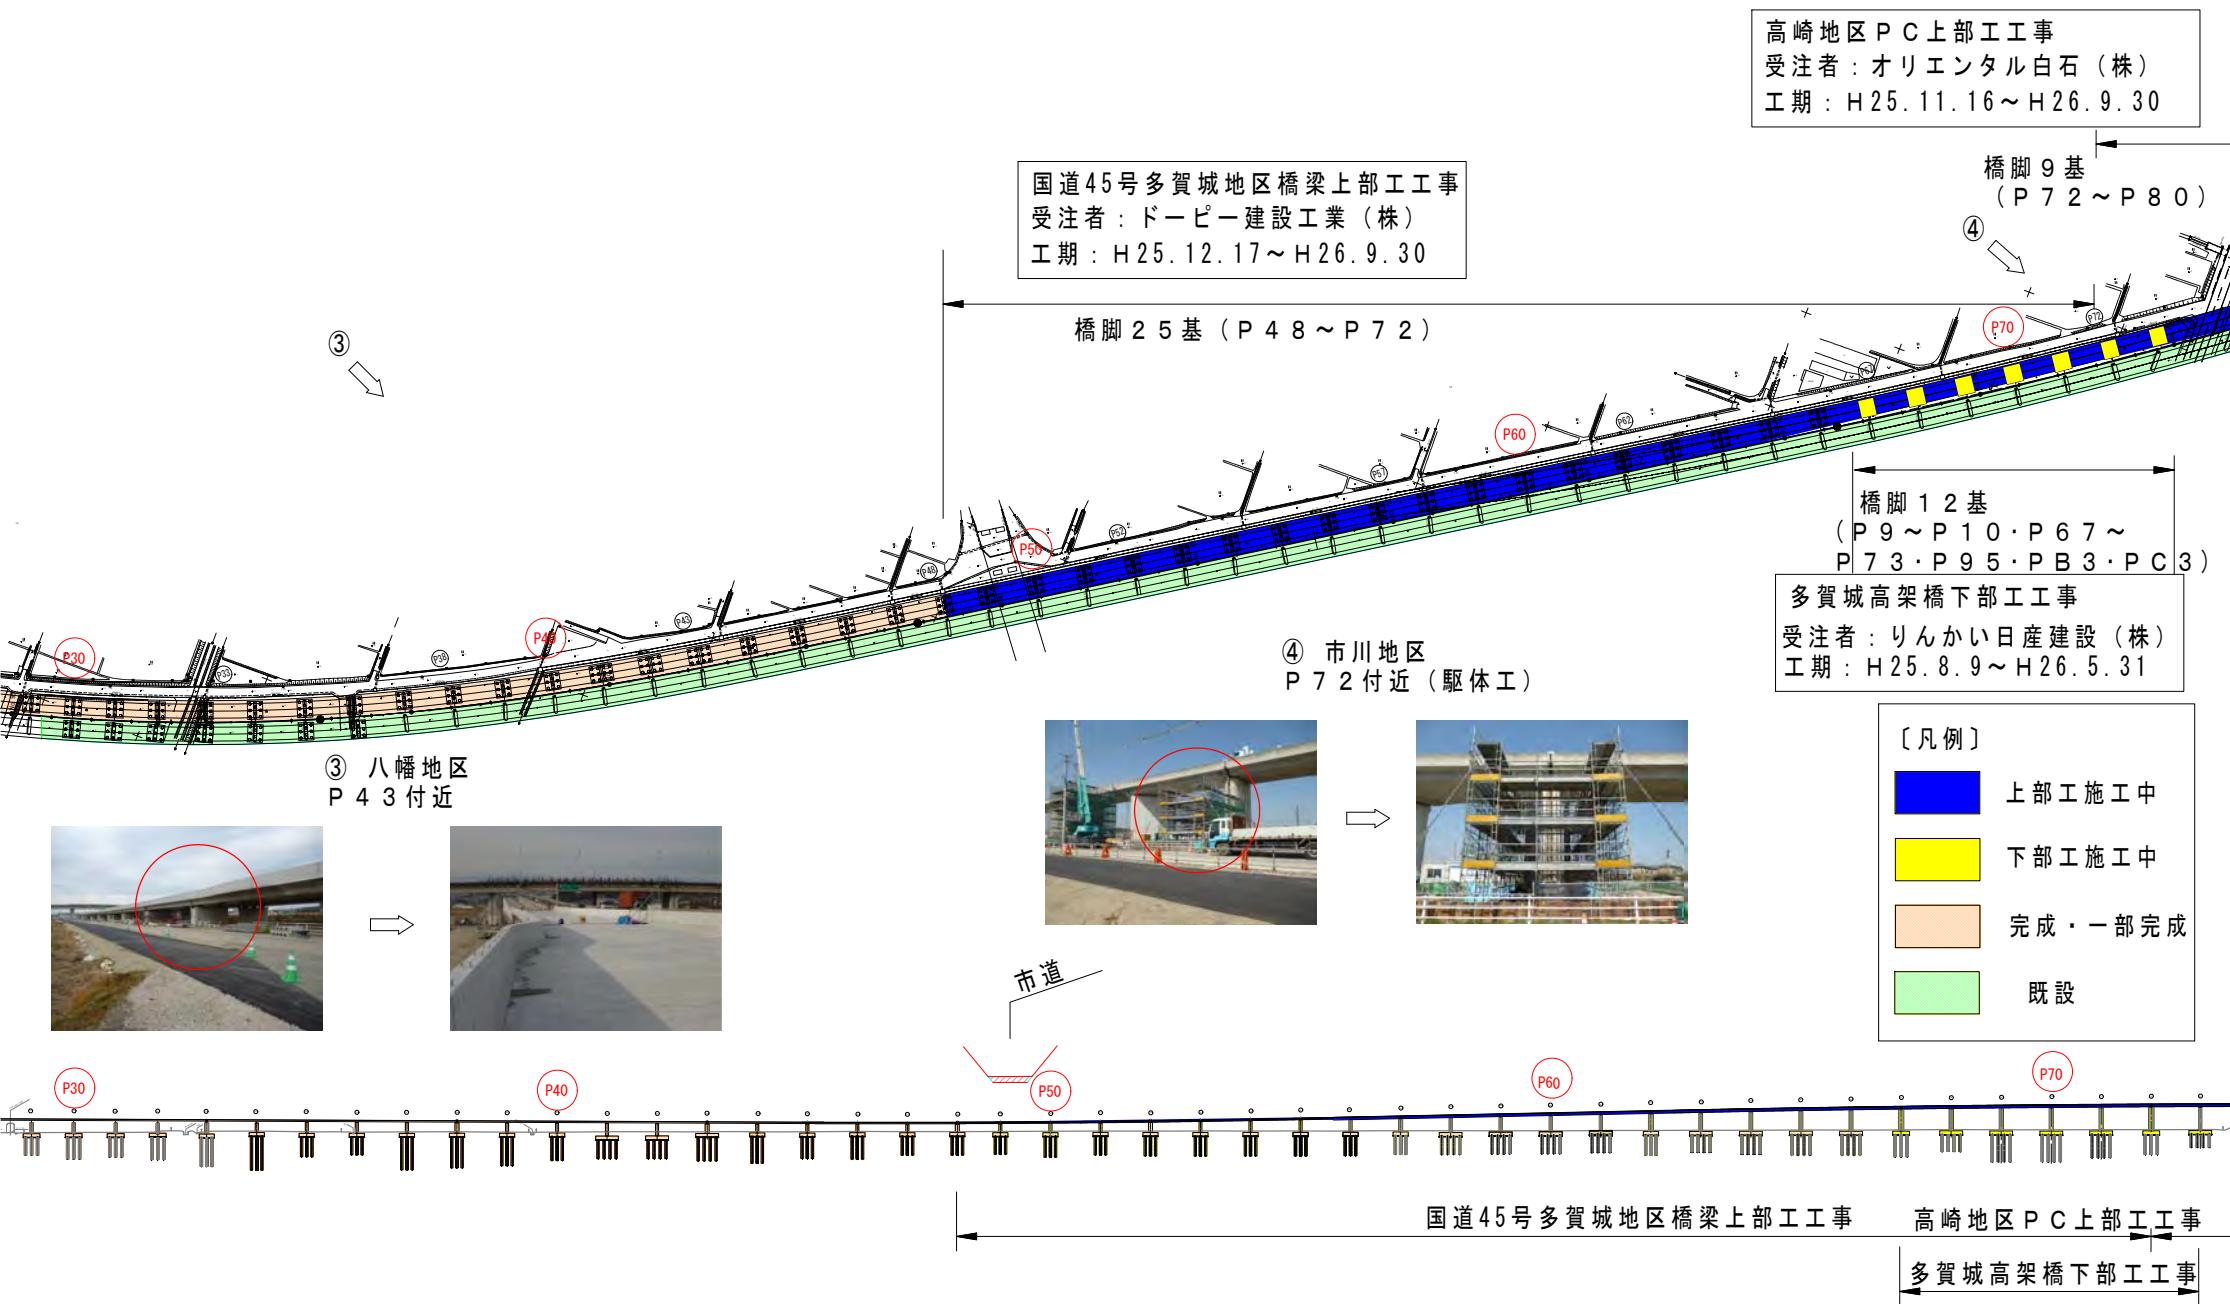 高崎地区ＰＣ上部工工事
受注者：オリエンタル白石（株）
工期：H25.11.16～H26.9.30
橋脚９基
（Ｐ７２～Ｐ８０）
④
国道45号多賀城地区橋梁上部工工事
受注者：ドーピー建設工業（株）
工期：H25.12.17～H26.9.30
橋脚２５基（Ｐ４８～Ｐ７２）
③
P30
P33
P38
P40
P43
P48
P50
P52
P57
P60
P62
P67
P70
P72
橋脚１２基
（Ｐ９～Ｐ１０・Ｐ６７～
Ｐ７３・Ｐ９５・ＰＢ３・ＰＣ３）
多賀城高架橋下部工工事
受注者：りんかい日産建設（株）
工期：H25.8.9～H26.5.31
④ 市川地区
Ｐ７２付近（駆体工）
③ 八幡地区
Ｐ４３付近
〔凡例〕
上部工施工中
下部工施工中
完成・一部完成
既設
市道
P30
P40
P50
P60
P70
国道45号多賀城地区橋梁上部工工事
高崎地区ＰＣ上部工工事
多賀城高架橋下部工工事